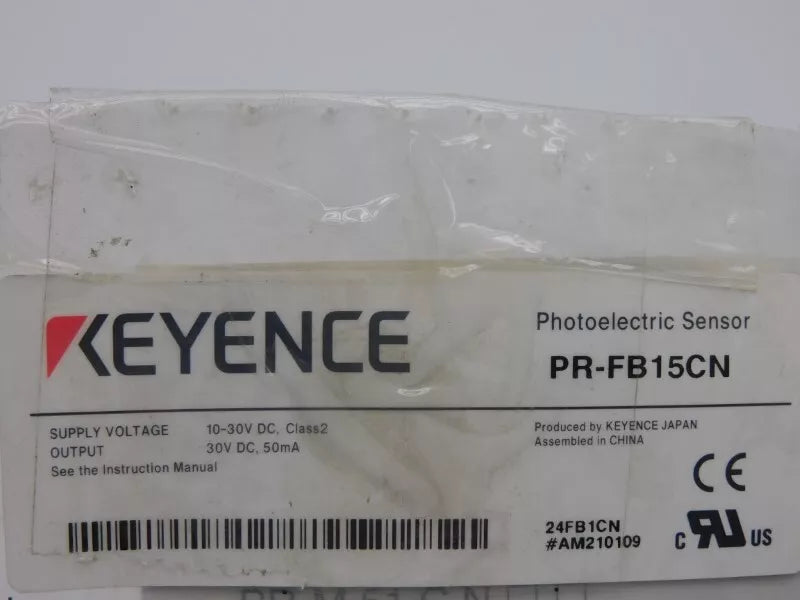 KEYENCE
Photoelectric Sensor
PR-FB15CN
SUPPLY VOLTAGE 10-30V DC, Class2
OUTPUT 30V DC, 50mA
See the Instruction Manual
Produced by KEYENCE JAPAN
Assembled in CHINA
CE
24FB1CN
#AM210109
C RU US